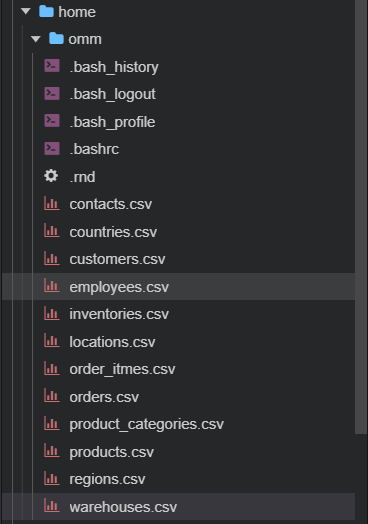 home
omm
.bash_history
.bash_logout
.bash_profile
.bashrc
.rnd
contacts.csv
countries.csv
customers.csv
employees.csv
inventories.csv
locations.csv
order_itmes.csv
orders.csv
product_categories.csv
products.csv
regions.csv
warehouses.csv